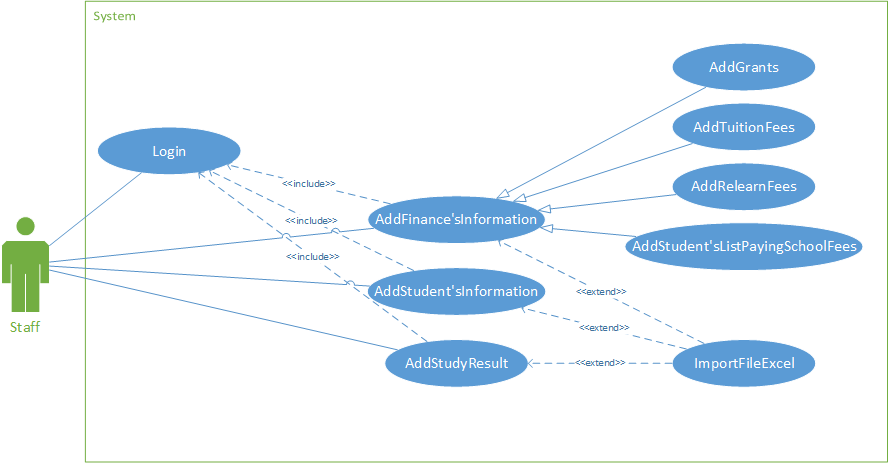 System
AddGrants
AddTuitionFees
Login
<<include>>
AddRelearnFees
AddFinance'sInformation
<<include>>
AddStudent'sListPayingSchoolFees
<<include>>
AddStudent'sInformation
<<extend>>
Staff
<<extend>>
AddStudyResult
<<extend>>
ImportFileExcel